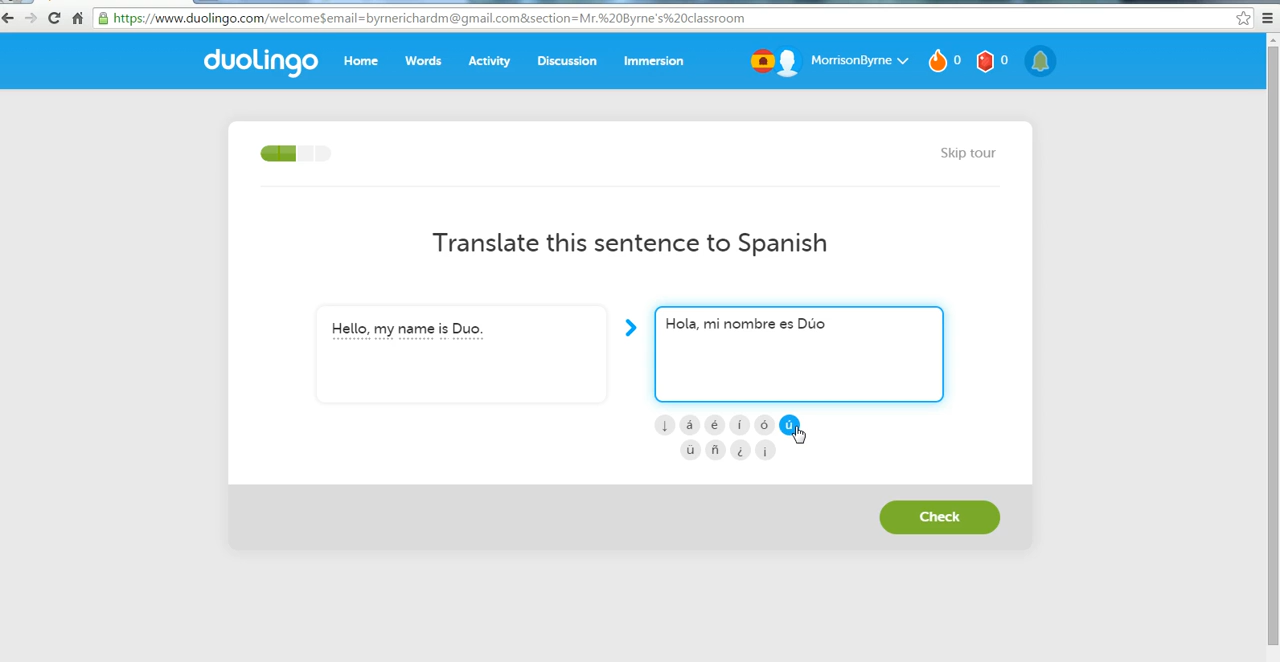 https://www.duolingo.com/welcome$email=byrnerichardm@gmail.com&section=Mr.%20Byrne's%20classroom
duolingo Home Words Activity Discussion Immersion MorrisonByrne 0 0
Skip tour
Translate this sentence to Spanish
Hello, my name is Duo.
Hola, mi nombre es Dúo
↓ á é í ó ú
ü ñ ¿ ¡
Check